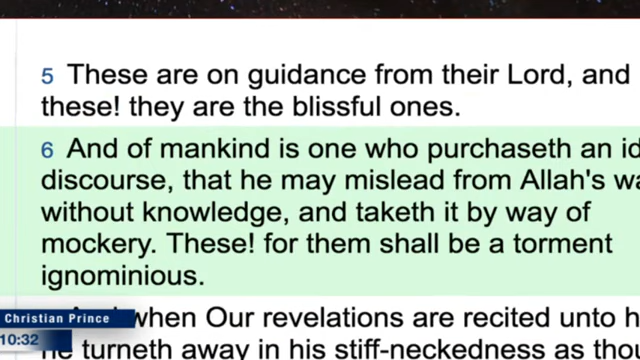 5 These are on guidance from their Lord, and
these! they are the blissful ones.
6 And of mankind is one who purchaseth an
discourse, that he may mislead from Allah's
without knowledge, and taketh it by way of
mockery. These! for them shall be a torment
ignominious.
when Our revelations are recited unto
he turneth away in his stiff-neckedness as
Christian Prince
10:32